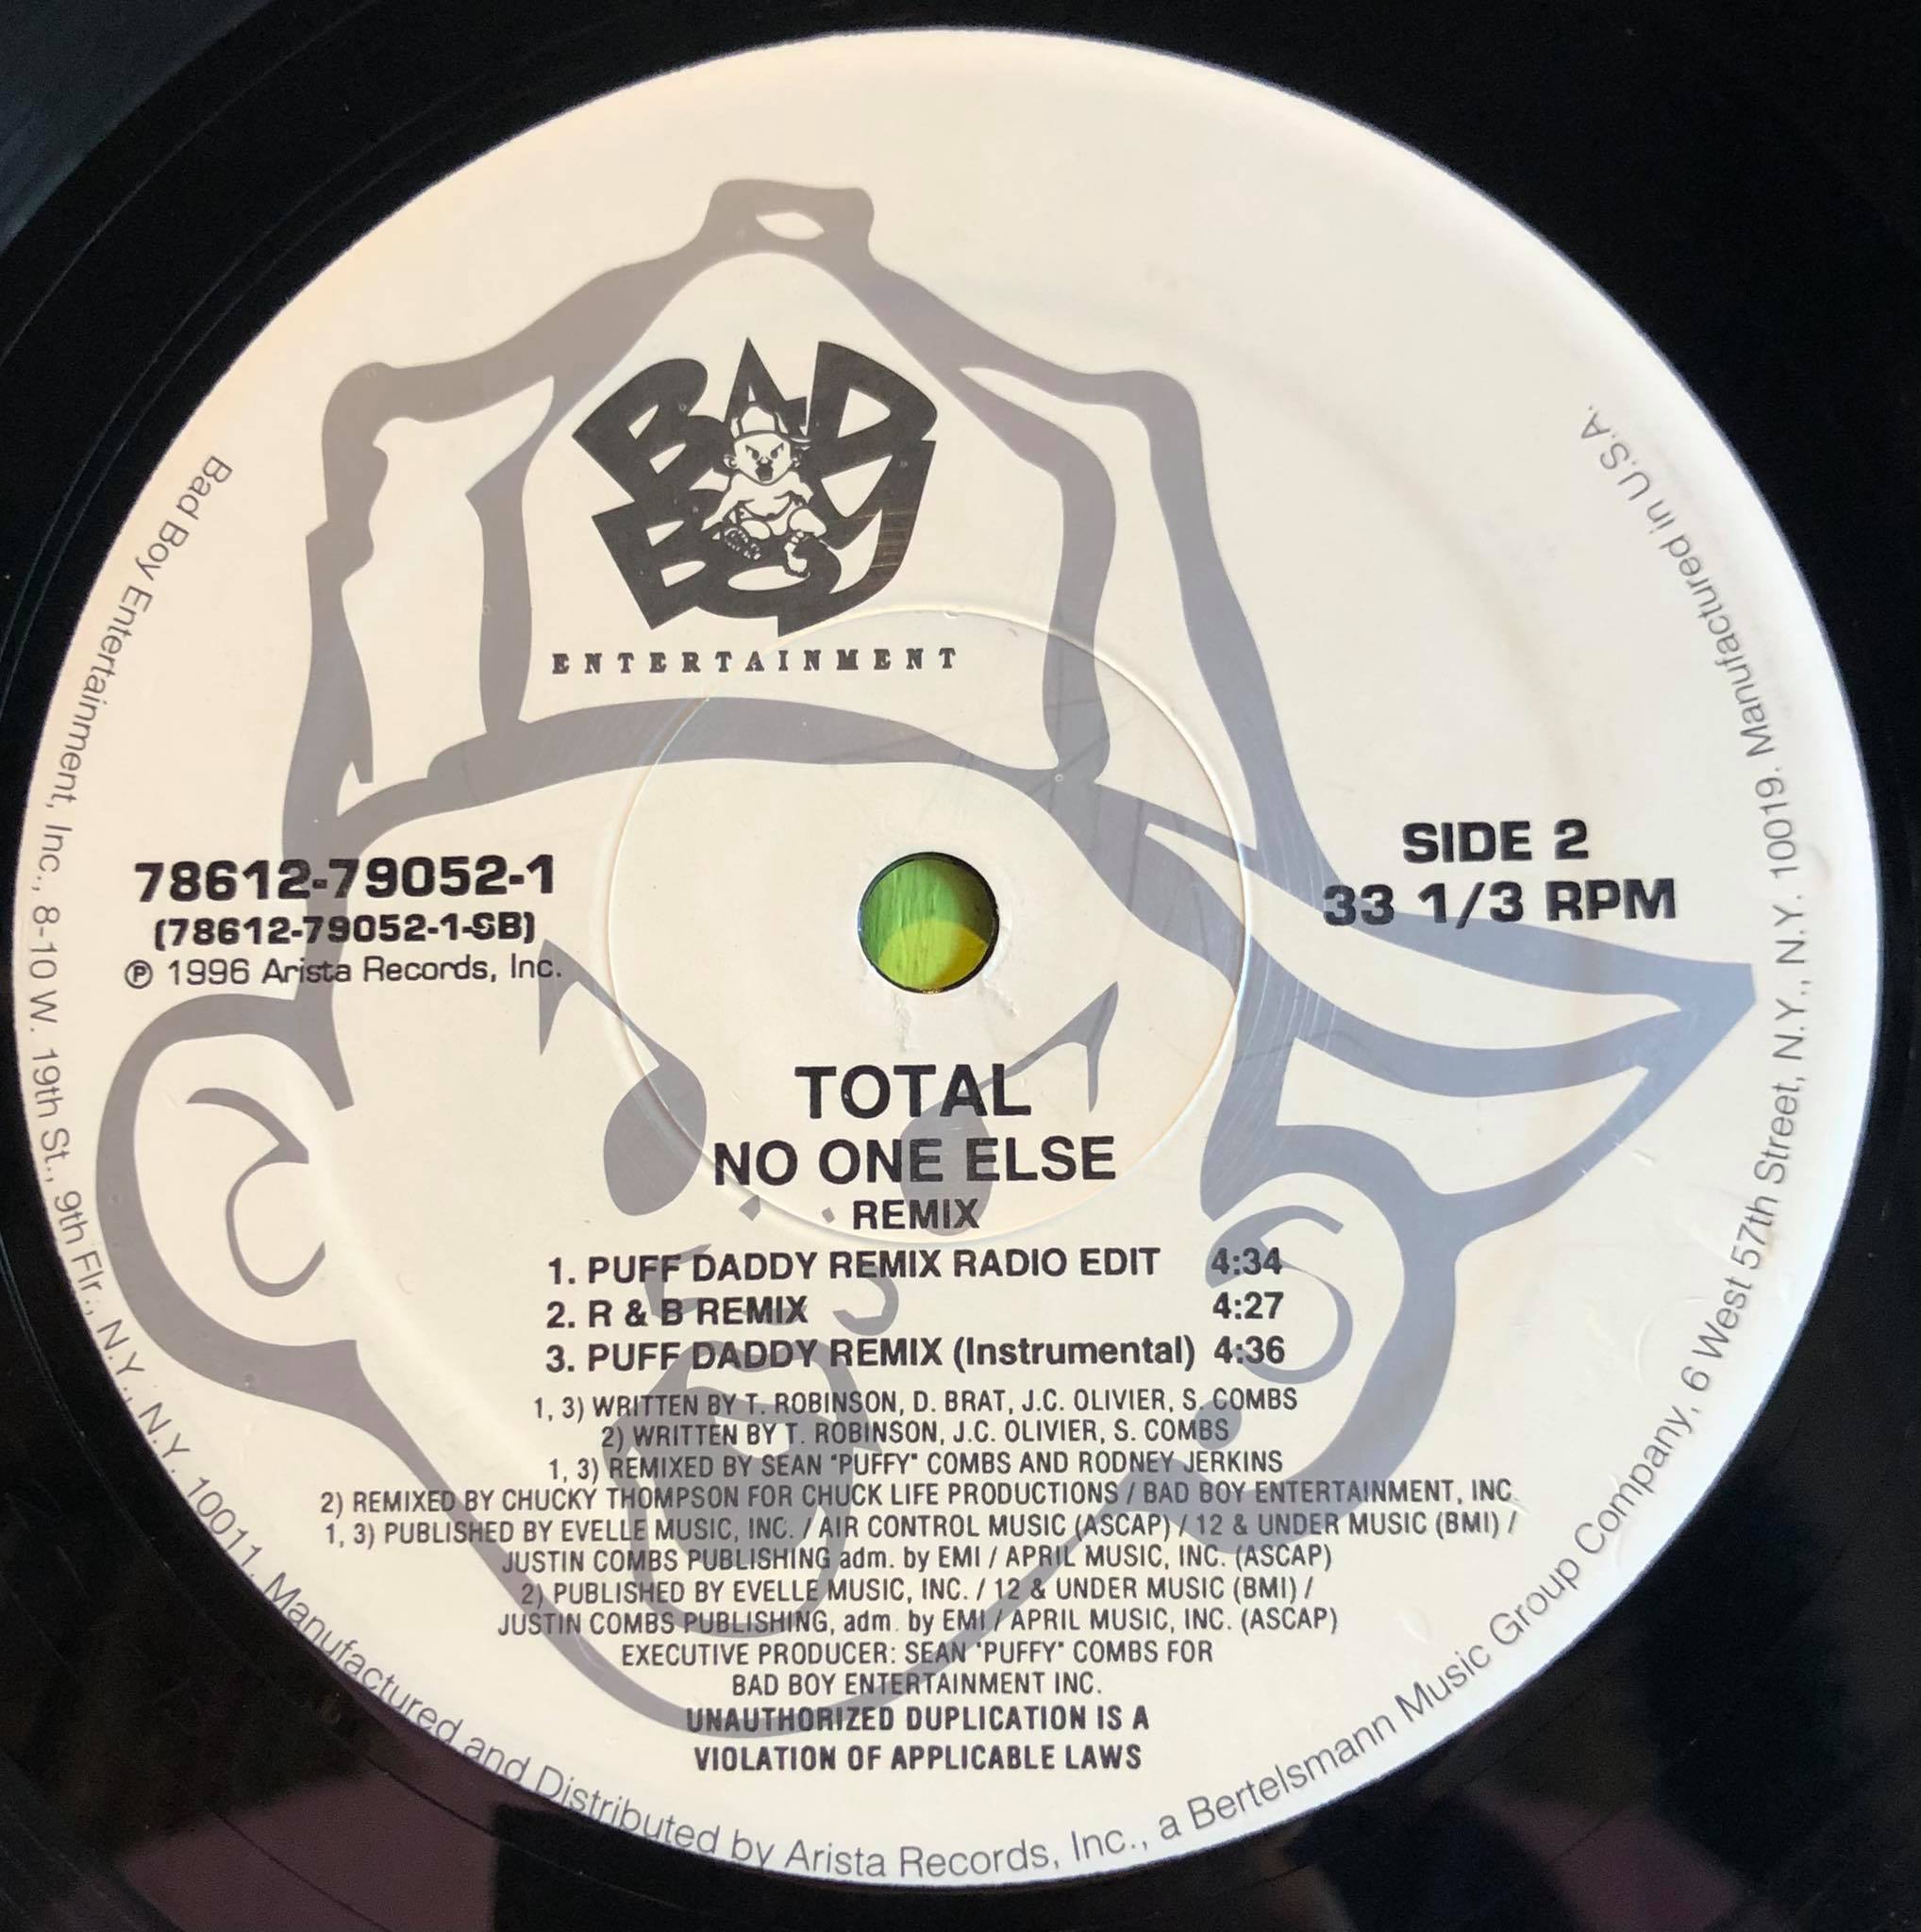 BAD
BOY
ENTERTAINMENT
78612-79052-1
(78612-79052-1-SB)
℗ 1996 Arista Records, Inc.
SIDE 2
33 1/3 RPM
TOTAL
NO ONE ELSE
REMIX
1. PUFF DADDY REMIX RADIO EDIT 4:34
2. R & B REMIX 4:27
3. PUFF DADDY REMIX (Instrumental) 4:36
1, 3) WRITTEN BY T. ROBINSON, D. BRAT, J.C. OLIVIER, S. COMBS
2) WRITTEN BY T. ROBINSON, J.C. OLIVIER, S. COMBS
1, 3) REMIXED BY SEAN "PUFFY" COMBS AND RODNEY JERKINS
2) REMIXED BY CHUCKY THOMPSON FOR CHUCK LIFE PRODUCTIONS / BAD BOY ENTERTAINMENT, INC.
1, 3) PUBLISHED BY EVELLE MUSIC, INC. / AIR CONTROL MUSIC (ASCAP) / 12 & UNDER MUSIC (BMI) /
JUSTIN COMBS PUBLISHING adm. by EMI / APRIL MUSIC, INC. (ASCAP)
2) PUBLISHED BY EVELLE MUSIC, INC. / 12 & UNDER MUSIC (BMI) /
JUSTIN COMBS PUBLISHING, adm. by EMI / APRIL MUSIC, INC. (ASCAP)
EXECUTIVE PRODUCER: SEAN "PUFFY" COMBS FOR
BAD BOY ENTERTAINMENT INC.
UNAUTHORIZED DUPLICATION IS A
VIOLATION OF APPLICABLE LAWS
Bad Boy Entertainment, Inc., 8-10 W. 19th St., 9th Flr., N.Y., N.Y. 10011. Manufactured and Distributed by Arista Records, Inc., a Bertelsmann Music Group Company, 6 West 57th Street, N.Y., N.Y. 10019. Manufactured in U.S.A.